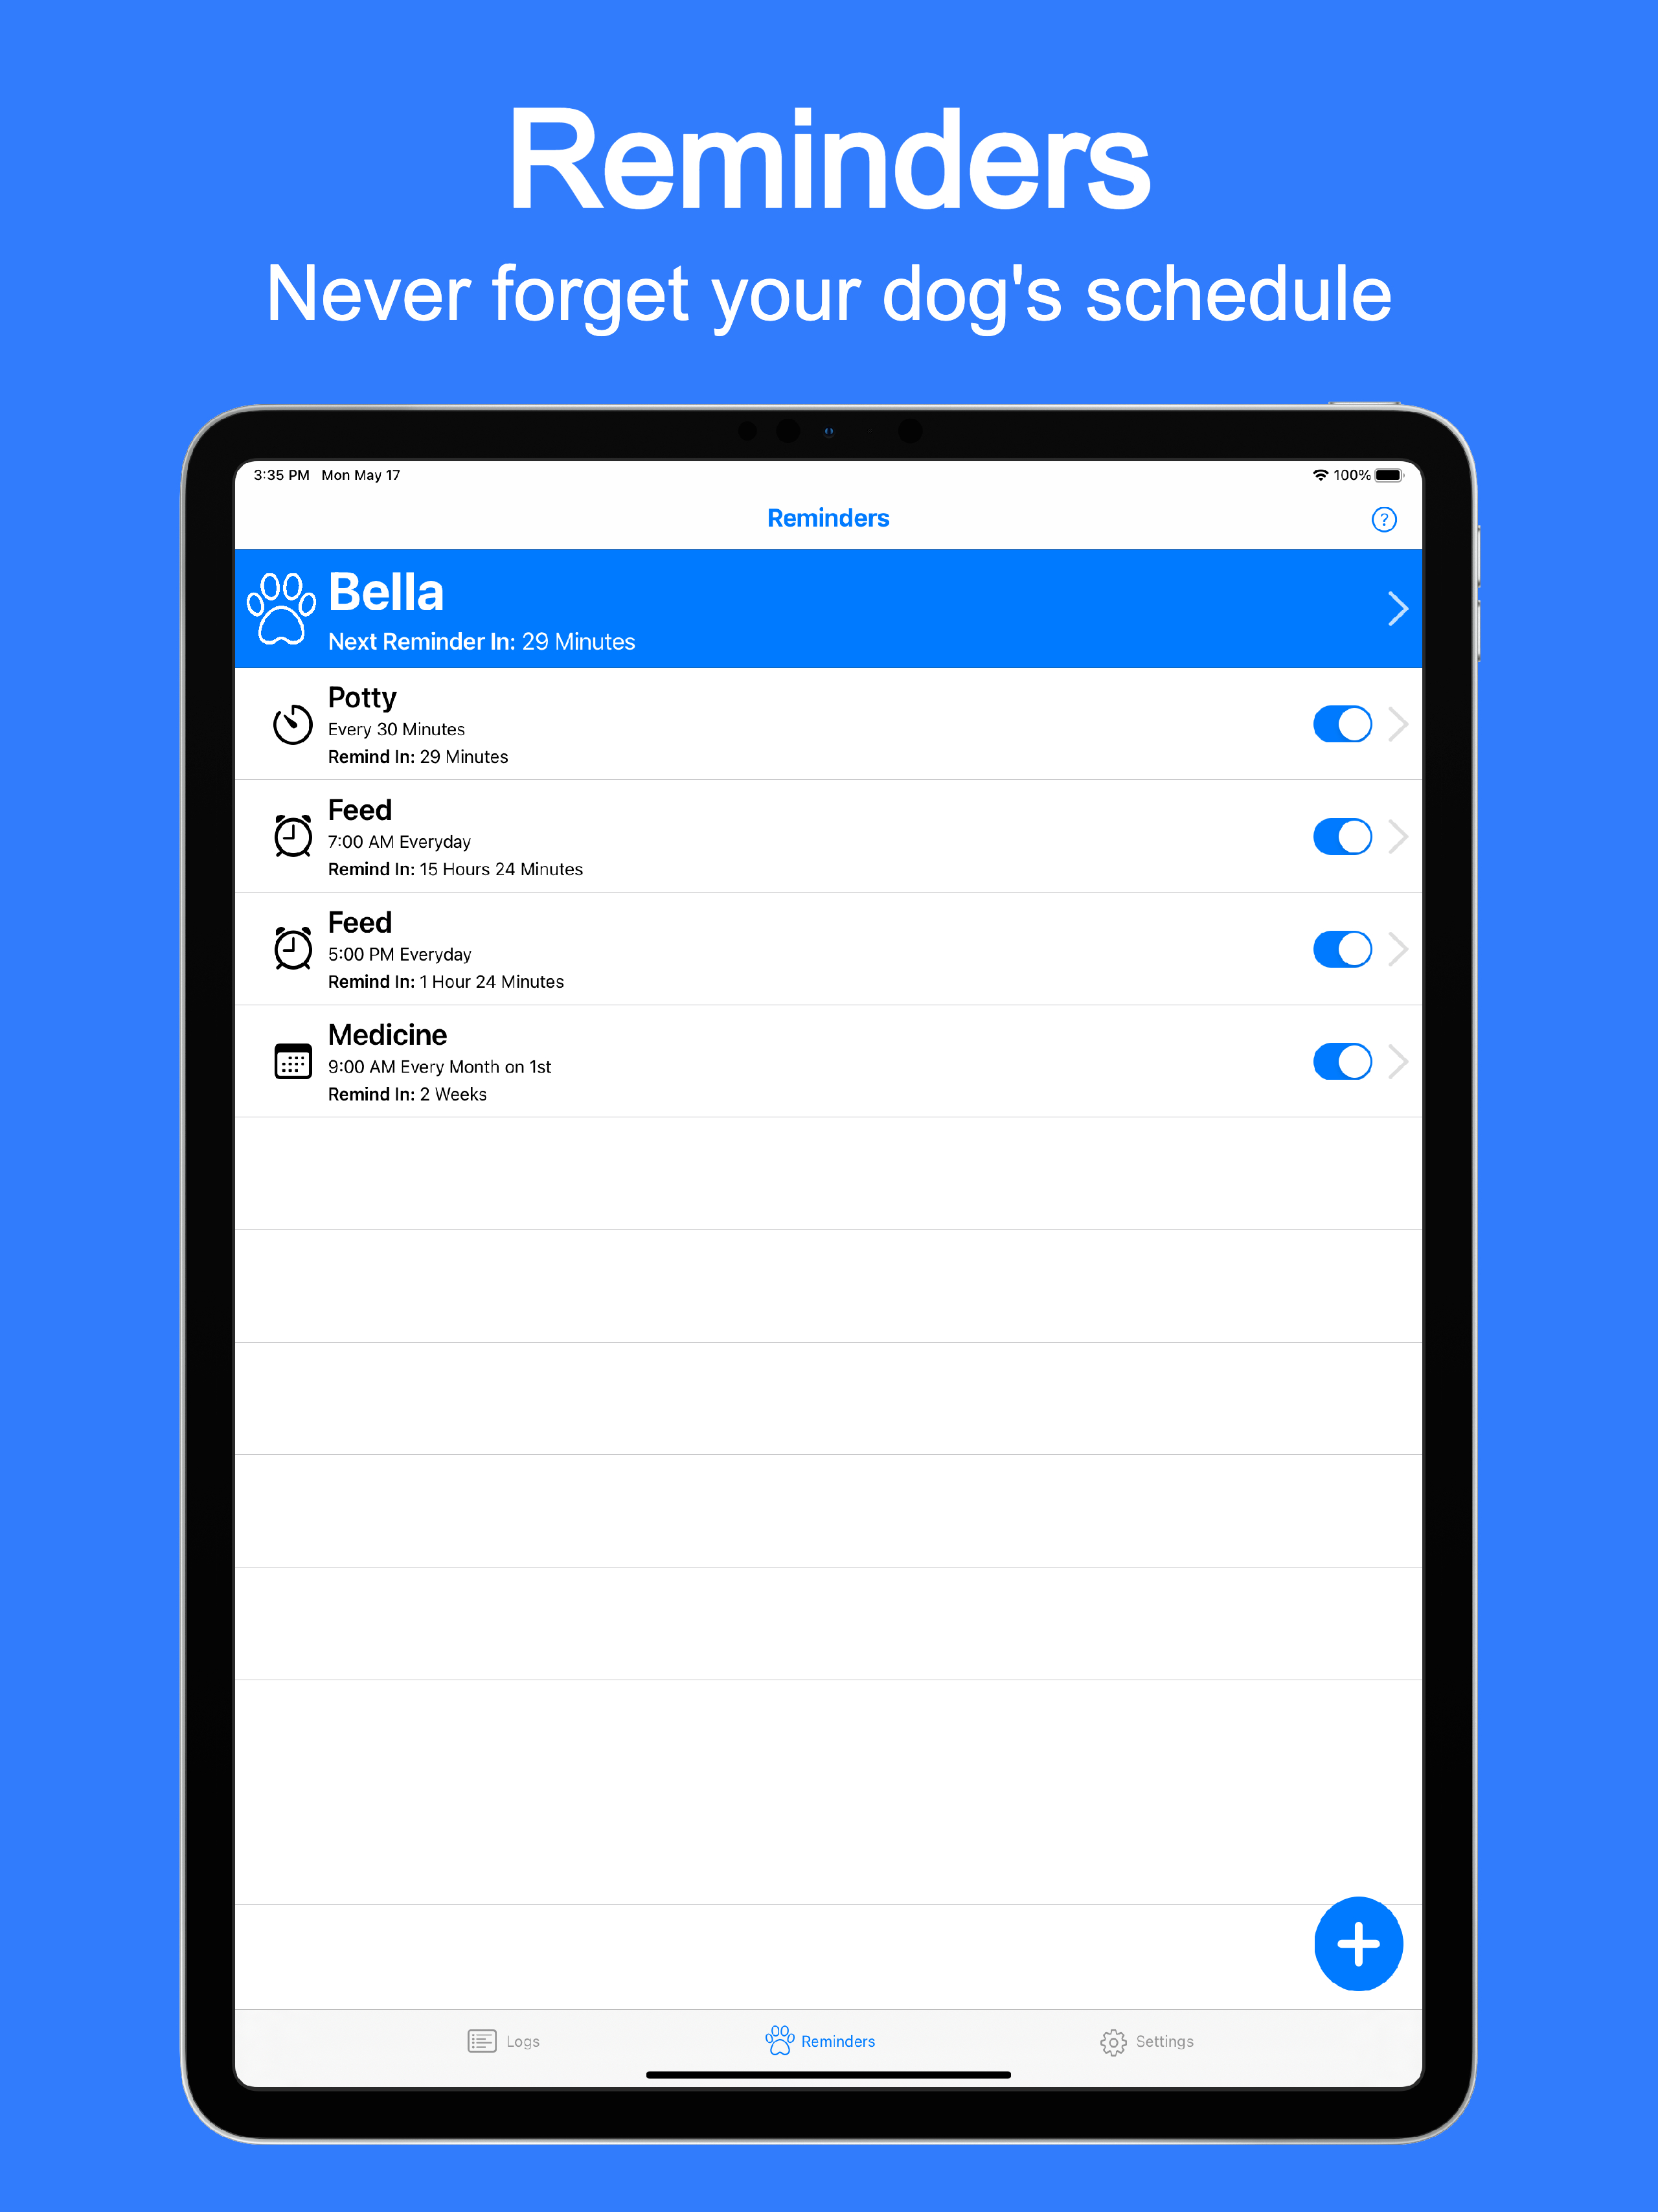 Reminders
Never forget your dog's schedule
3:35 PM Mon May 17
100%
Reminders
?
Bella
Next Reminder In: 29 Minutes
Potty
Every 30 Minutes
Remind In: 29 Minutes
Feed
7:00 AM Everyday
Remind In: 15 Hours 24 Minutes
Feed
5:00 PM Everyday
Remind In: 1 Hour 24 Minutes
Medicine
9:00 AM Every Month on 1st
Remind In: 2 Weeks
Logs
Reminders
Settings